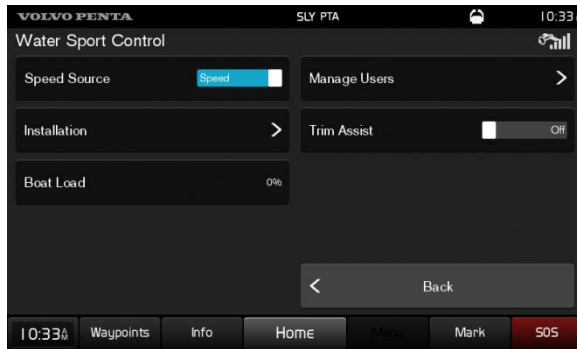 VOLVO PENTA SLY PTA 10:33
Water Sport Control
Speed Source Speed
Manage Users
Installation
Trim Assist Off
Boat Load 0%
Back
10:33 AM Waypoints Info Home Menu Mark SOS